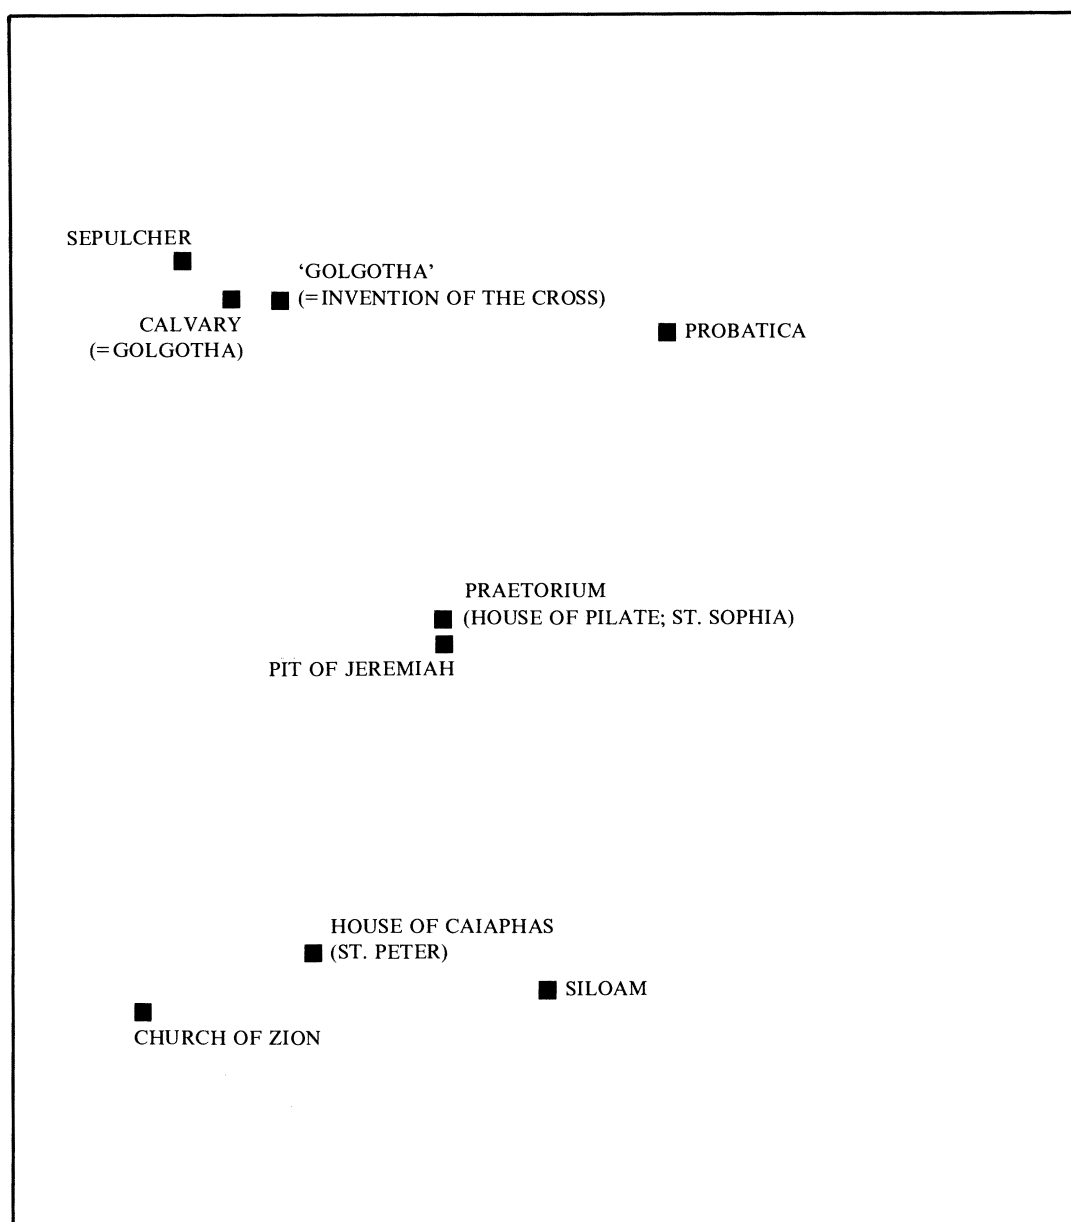 SEPULCHER
‘GOLGOTHA’
(=INVENTION OF THE CROSS)
CALVARY
(=GOLGOTHA)
PROBATICA
PRAETORIUM
(HOUSE OF PILATE; ST. SOPHIA)
PIT OF JEREMIAH
HOUSE OF CAIAPHAS
(ST. PETER)
SILOAM
CHURCH OF ZION